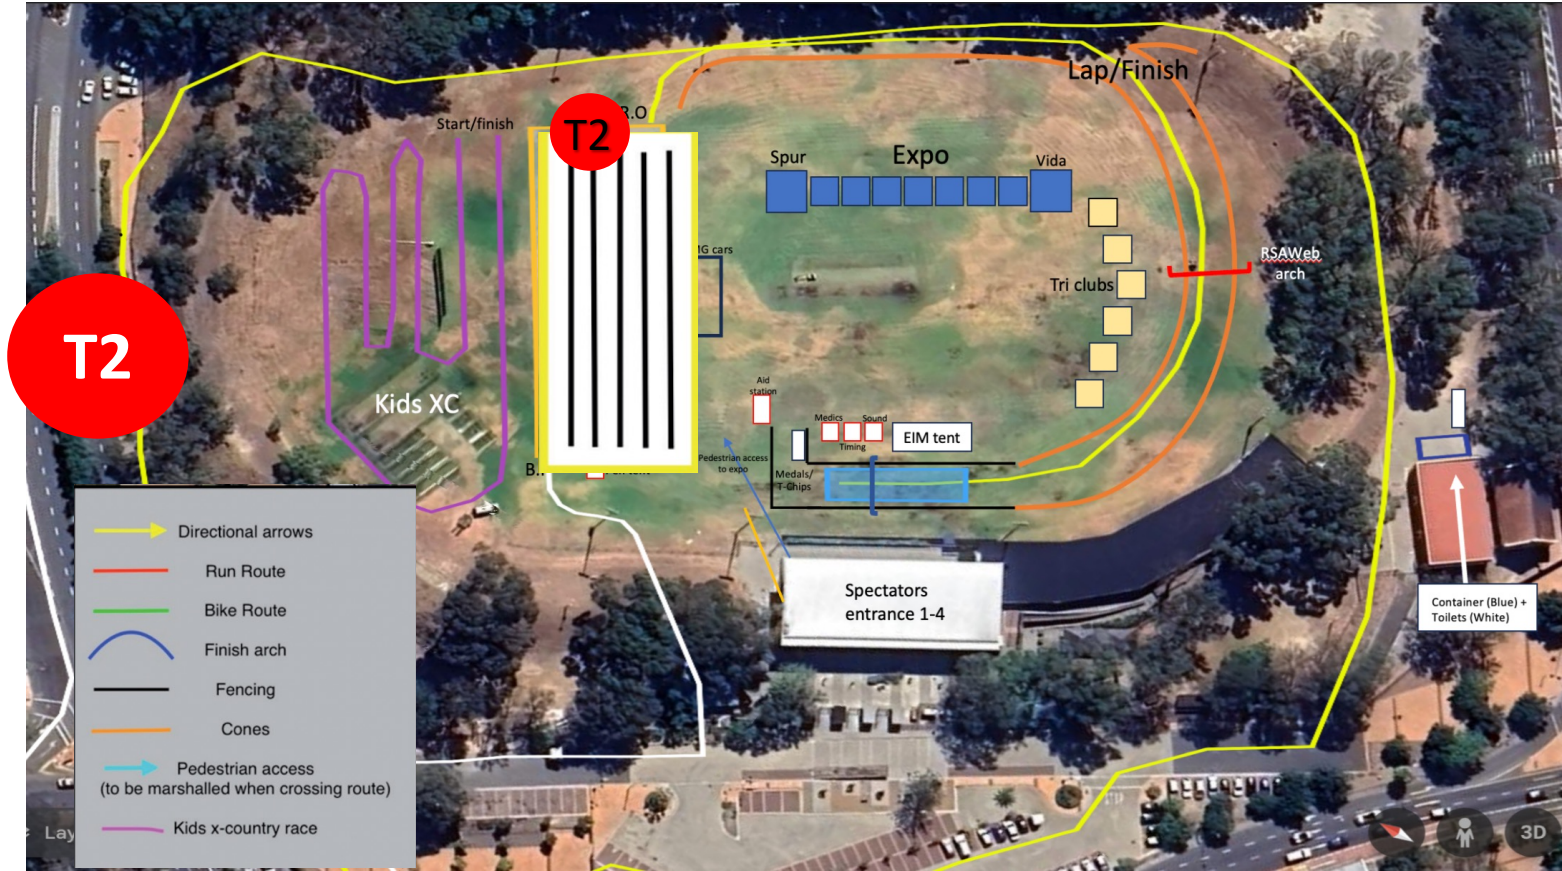 Lap/Finish
R.O
T2
Start/finish
Spur
Expo
Vida
MG cars
RSAWeb
arch
Tri clubs
T2
Aid
station
Kids XC
Medics
Sound
Timing
EIM tent
Pedestrian access
to expo
Medals/
T-Chips
B.
Directional arrows
Run Route
Bike Route
Finish arch
Fencing
Cones
Pedestrian access
(to be marshalled when crossing route)
Kids x-country race
Spectators
entrance 1-4
Container (Blue) +
Toilets (White)
Lay
3D